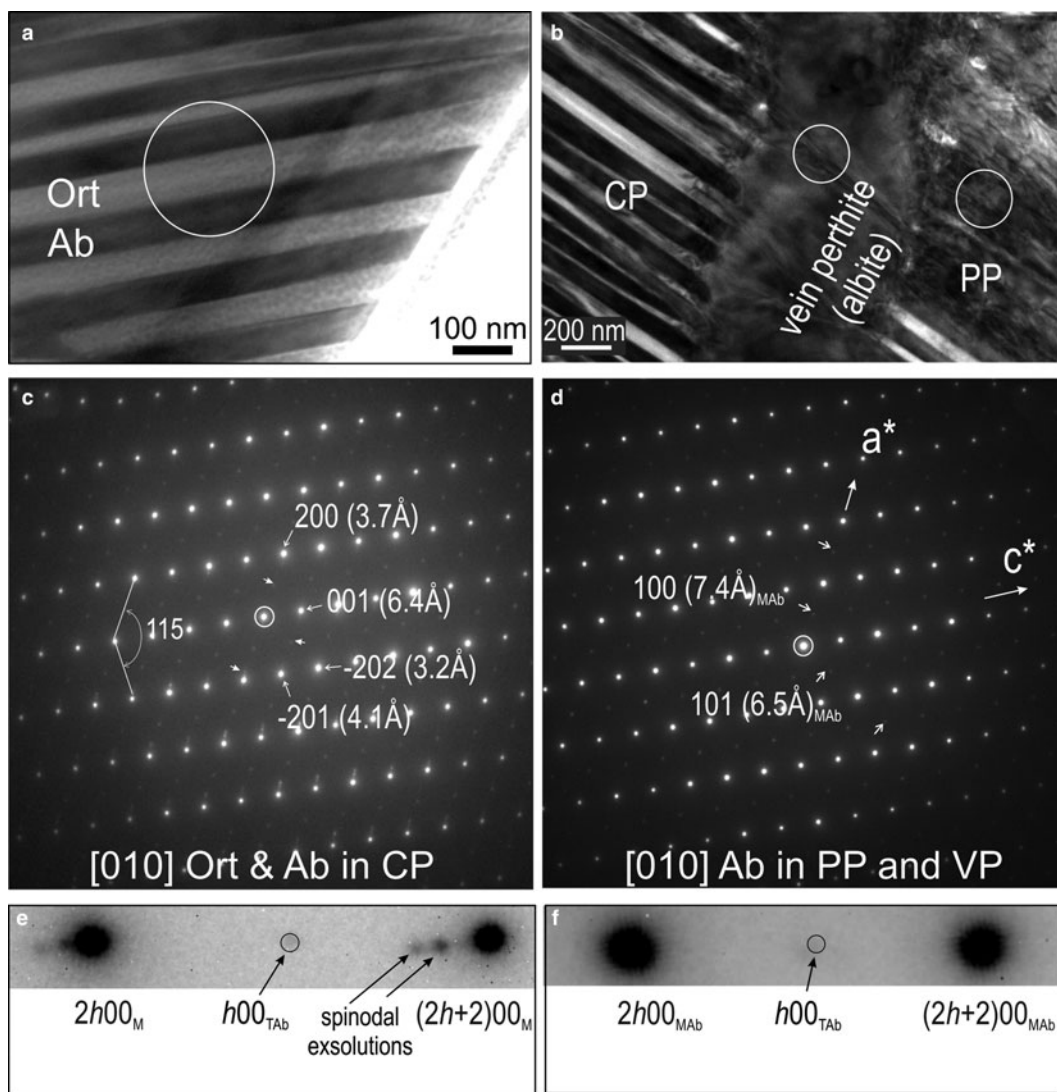 a
Ort
Ab
100 nm
b
CP
vein perthite
(albite)
PP
200 nm
c
200 (3.7Å)
001 (6.4Å)
115
-202 (3.2Å)
-201 (4.1Å)
[010] Ort & Ab in CP
d
a*
c*
100 (7.4Å)MAb
101 (6.5Å)MAb
[010] Ab in PP and VP
e
2h00M
h00TAb
spinodal
exsolutions
(2h+2)00M
f
2h00MAb
h00TAb
(2h+2)00MAb